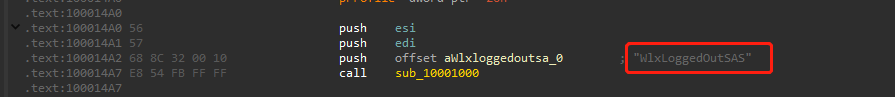 .text:100014A0
.text:100014A0 56 push esi
.text:100014A1 57 push edi
.text:100014A2 68 8C 32 00 10 push offset aWlxloggedoutsa_0 ; "WlxLoggedOutSAS"
.text:100014A7 E8 54 FB FF FF call sub_10001000
.text:100014A7